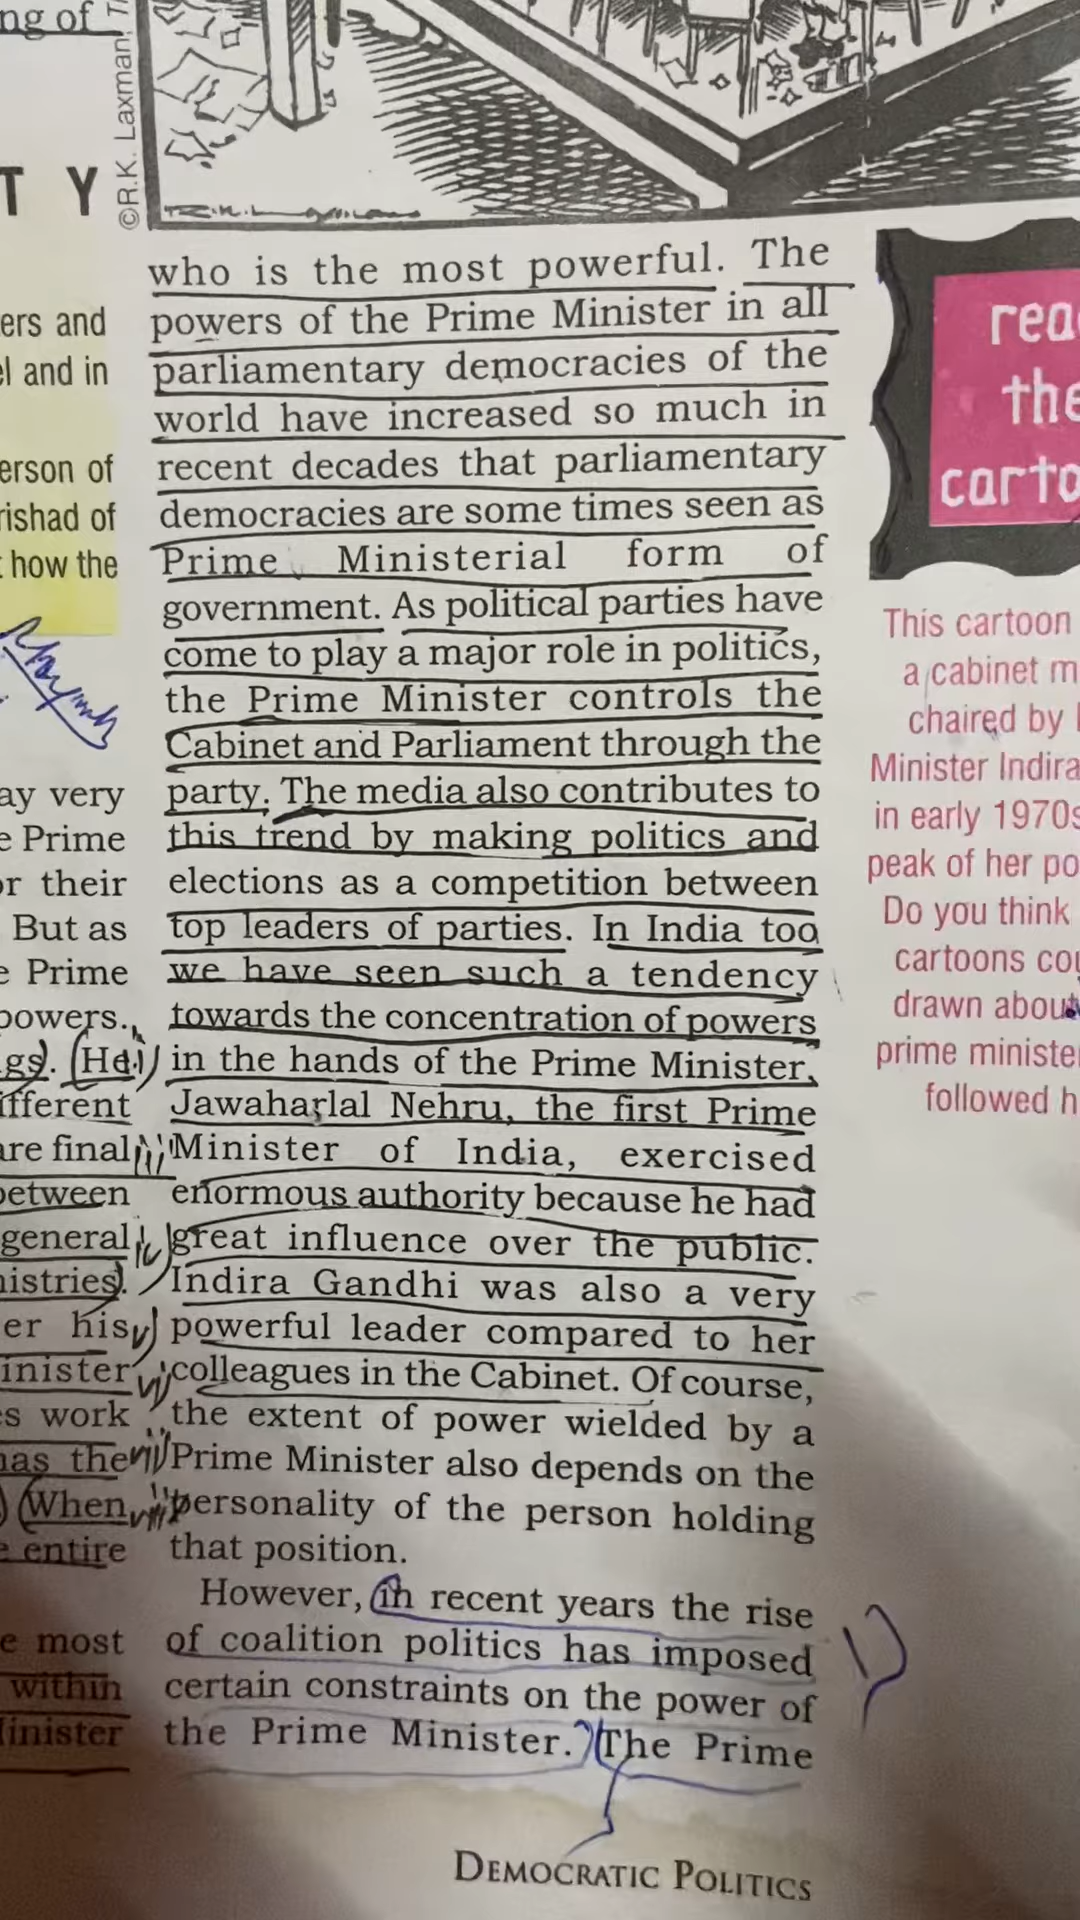 ng of
©R.K. Laxman, Ti
T Y
ers and
el and in
erson of
rishad of
t how the
ay very
e Prime
or their
. But as
e Prime
powers.
gs). (He
ifferent
are final
between
general
nistries).
er his
inister
s work
has the
) (When
e entire
e most
within
Minister
who is the most powerful. The
powers of the Prime Minister in all
parliamentary democracies of the
world have increased so much in
recent decades that parliamentary
democracies are some times seen as
Prime Ministerial form of
government. As political parties have
come to play a major role in politics,
the Prime Minister controls the
Cabinet and Parliament through the
party. The media also contributes to
this trend by making politics and
elections as a competition between
top leaders of parties. In India too
we have seen such a tendency
towards the concentration of powers
in the hands of the Prime Minister.
Jawaharlal Nehru, the first Prime
Minister of India, exercised
enormous authority because he had
great influence over the public.
Indira Gandhi was also a very
powerful leader compared to her
colleagues in the Cabinet. Of course,
the extent of power wielded by a
Prime Minister also depends on the
personality of the person holding
that position.
However, in recent years the rise
of coalition politics has imposed
certain constraints on the power of
the Prime Minister. The Prime
rea
the
carto
This cartoon
a cabinet m
chaired by
Minister Indira
in early 1970s
peak of her po
Do you think
cartoons cou
drawn about
prime minister
followed h
DEMOCRATIC POLITICS